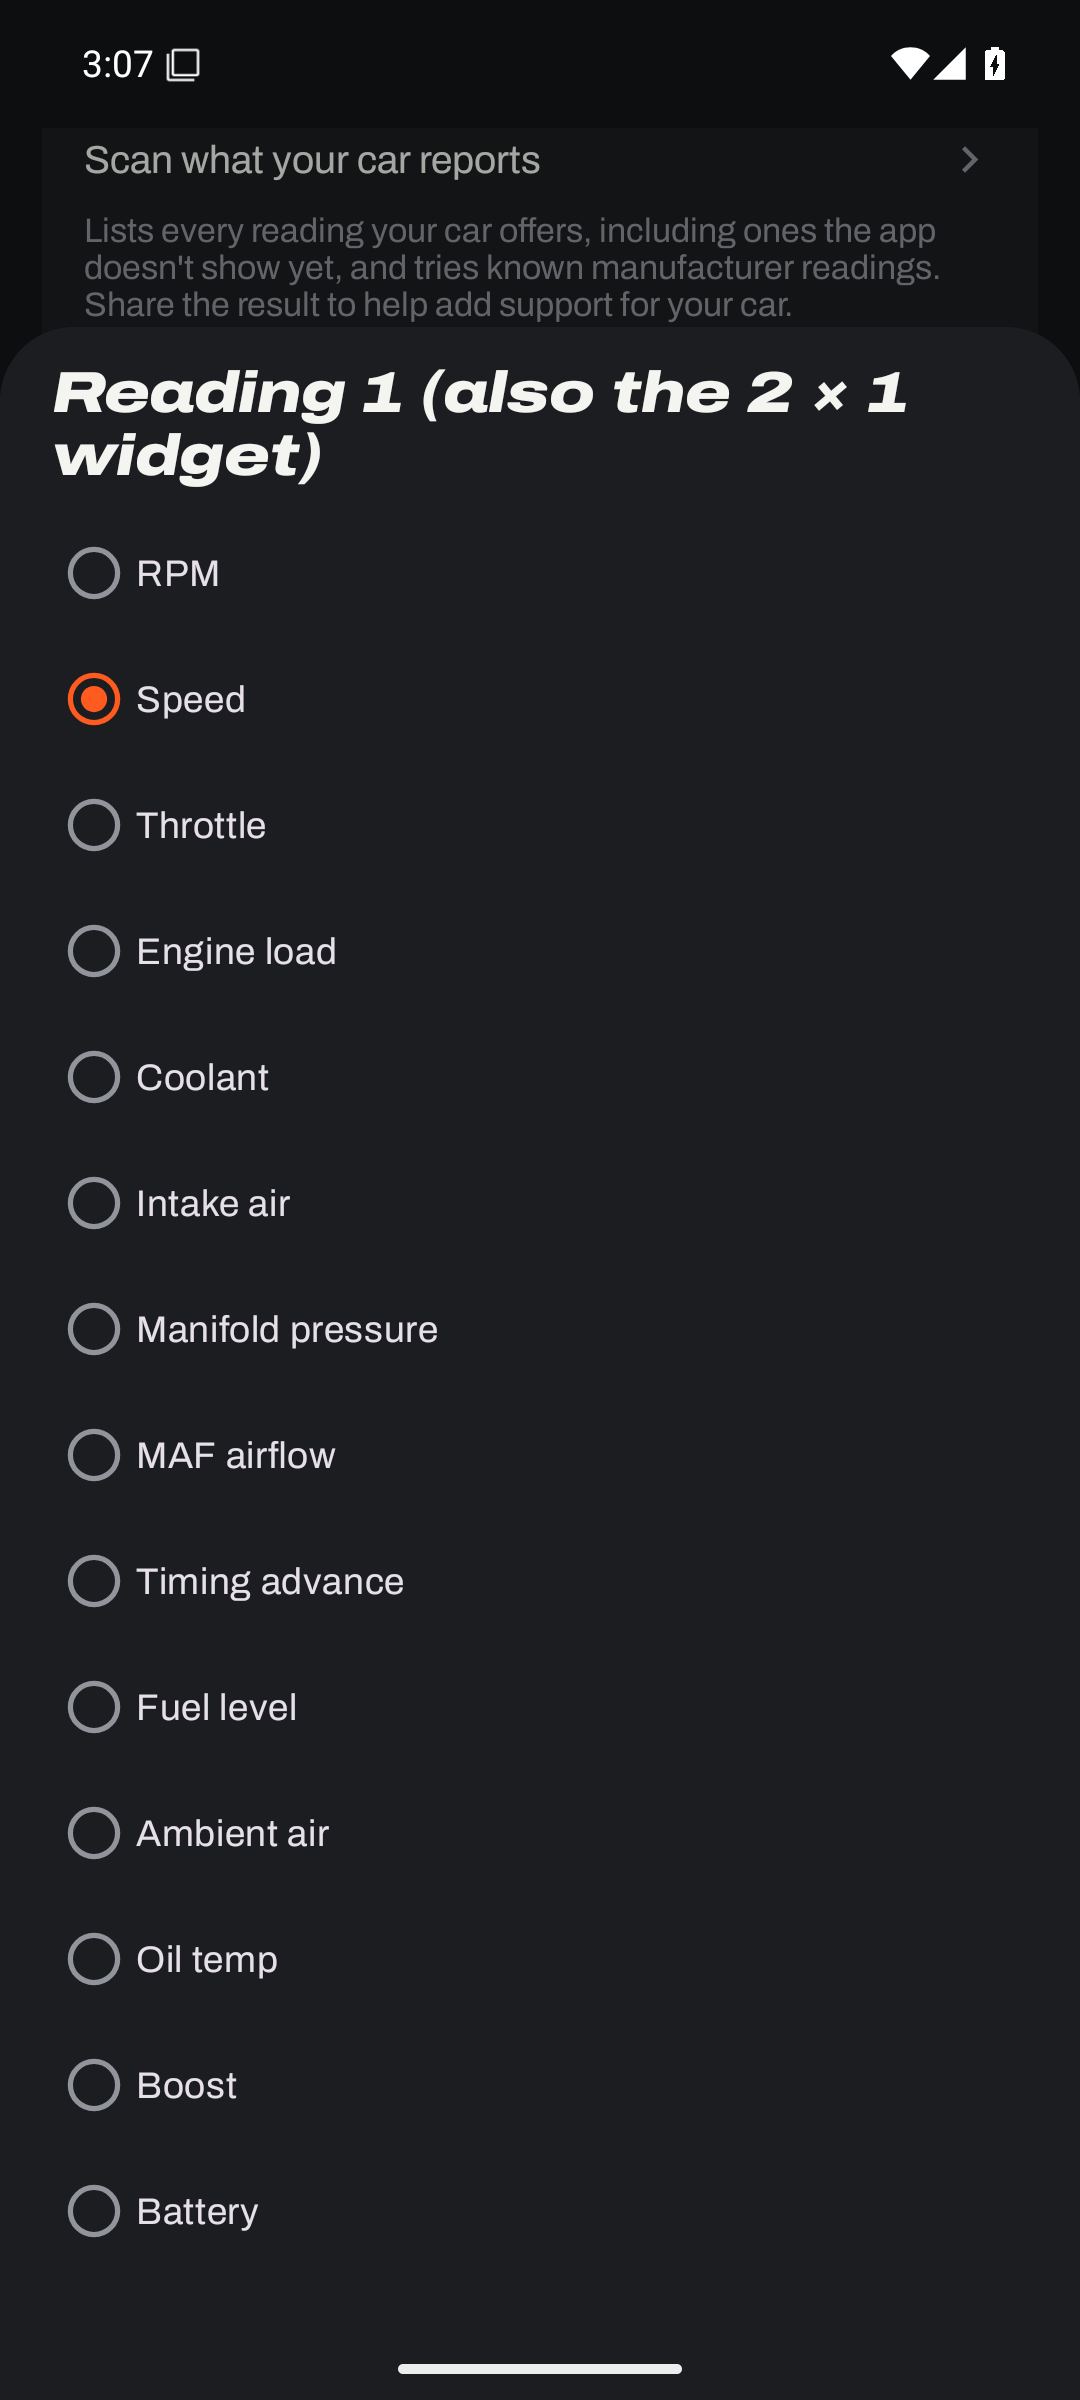 3:07
Scan what your car reports
Lists every reading your car offers, including ones the app
doesn't show yet, and tries known manufacturer readings.
Share the result to help add support for your car.
Reading 1 (also the 2 × 1
widget)
RPM
Speed
Throttle
Engine load
Coolant
Intake air
Manifold pressure
MAF airflow
Timing advance
Fuel level
Ambient air
Oil temp
Boost
Battery